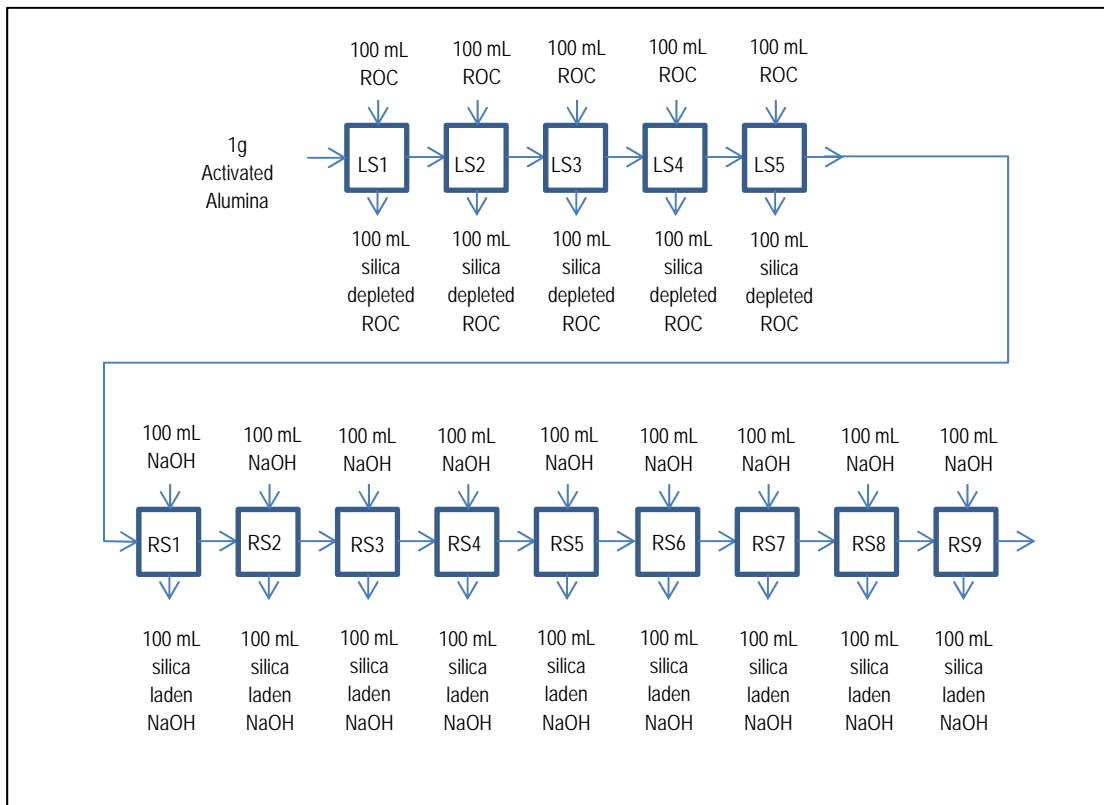 100 mL
ROC
100 mL
ROC
100 mL
ROC
100 mL
ROC
100 mL
ROC
1g
Activated
Alumina
LS1
LS2
LS3
LS4
LS5
100 mL
silica
depleted
ROC
100 mL
silica
depleted
ROC
100 mL
silica
depleted
ROC
100 mL
silica
depleted
ROC
100 mL
silica
depleted
ROC
100 mL
NaOH
100 mL
NaOH
100 mL
NaOH
100 mL
NaOH
100 mL
NaOH
100 mL
NaOH
100 mL
NaOH
100 mL
NaOH
100 mL
NaOH
RS1
RS2
RS3
RS4
RS5
RS6
RS7
RS8
RS9
100 mL
silica
laden
NaOH
100 mL
silica
laden
NaOH
100 mL
silica
laden
NaOH
100 mL
silica
laden
NaOH
100 mL
silica
laden
NaOH
100 mL
silica
laden
NaOH
100 mL
silica
laden
NaOH
100 mL
silica
laden
NaOH
100 mL
silica
laden
NaOH